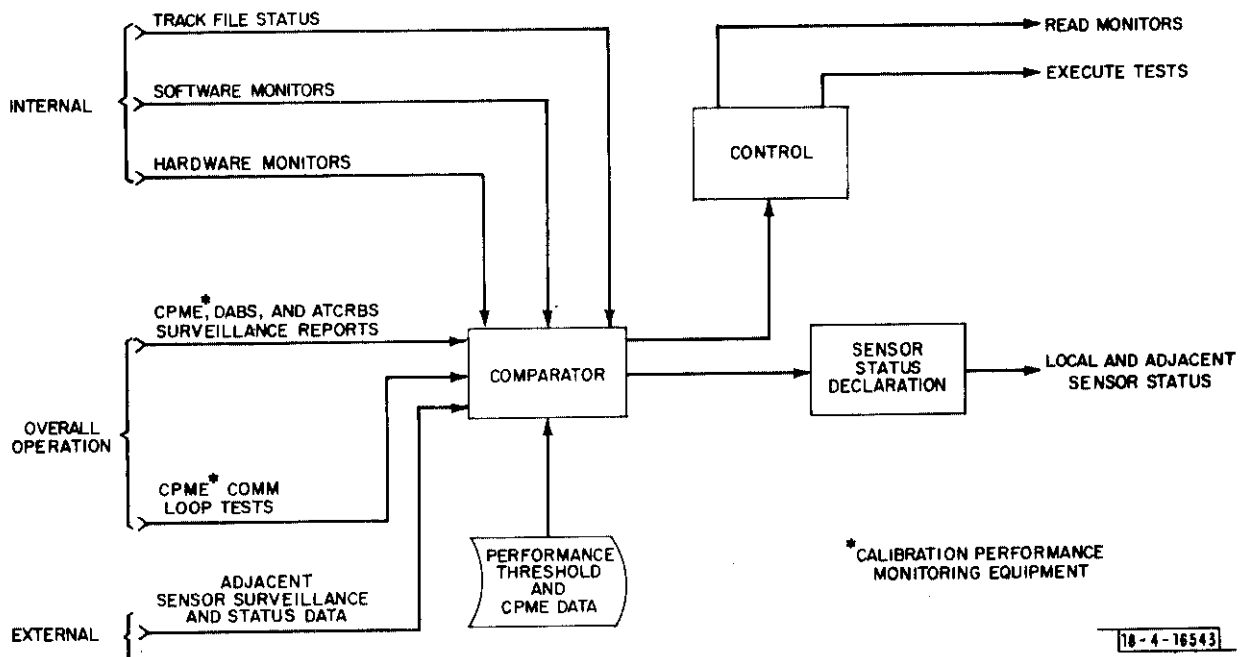 TRACK FILE STATUS
SOFTWARE MONITORS
INTERNAL
HARDWARE MONITORS
READ MONITORS
EXECUTE TESTS
CONTROL
CPME*, DABS, AND ATCRBS
SURVEILLANCE REPORTS
COMPARATOR
SENSOR
STATUS
DECLARATION
LOCAL AND ADJACENT
SENSOR STATUS
OVERALL
OPERATION
CPME* COMM
LOOP TESTS
PERFORMANCE
THRESHOLD
AND
CPME DATA
*CALIBRATION PERFORMANCE
MONITORING EQUIPMENT
ADJACENT
SENSOR SURVEILLANCE
AND STATUS DATA
EXTERNAL
18-4-16543